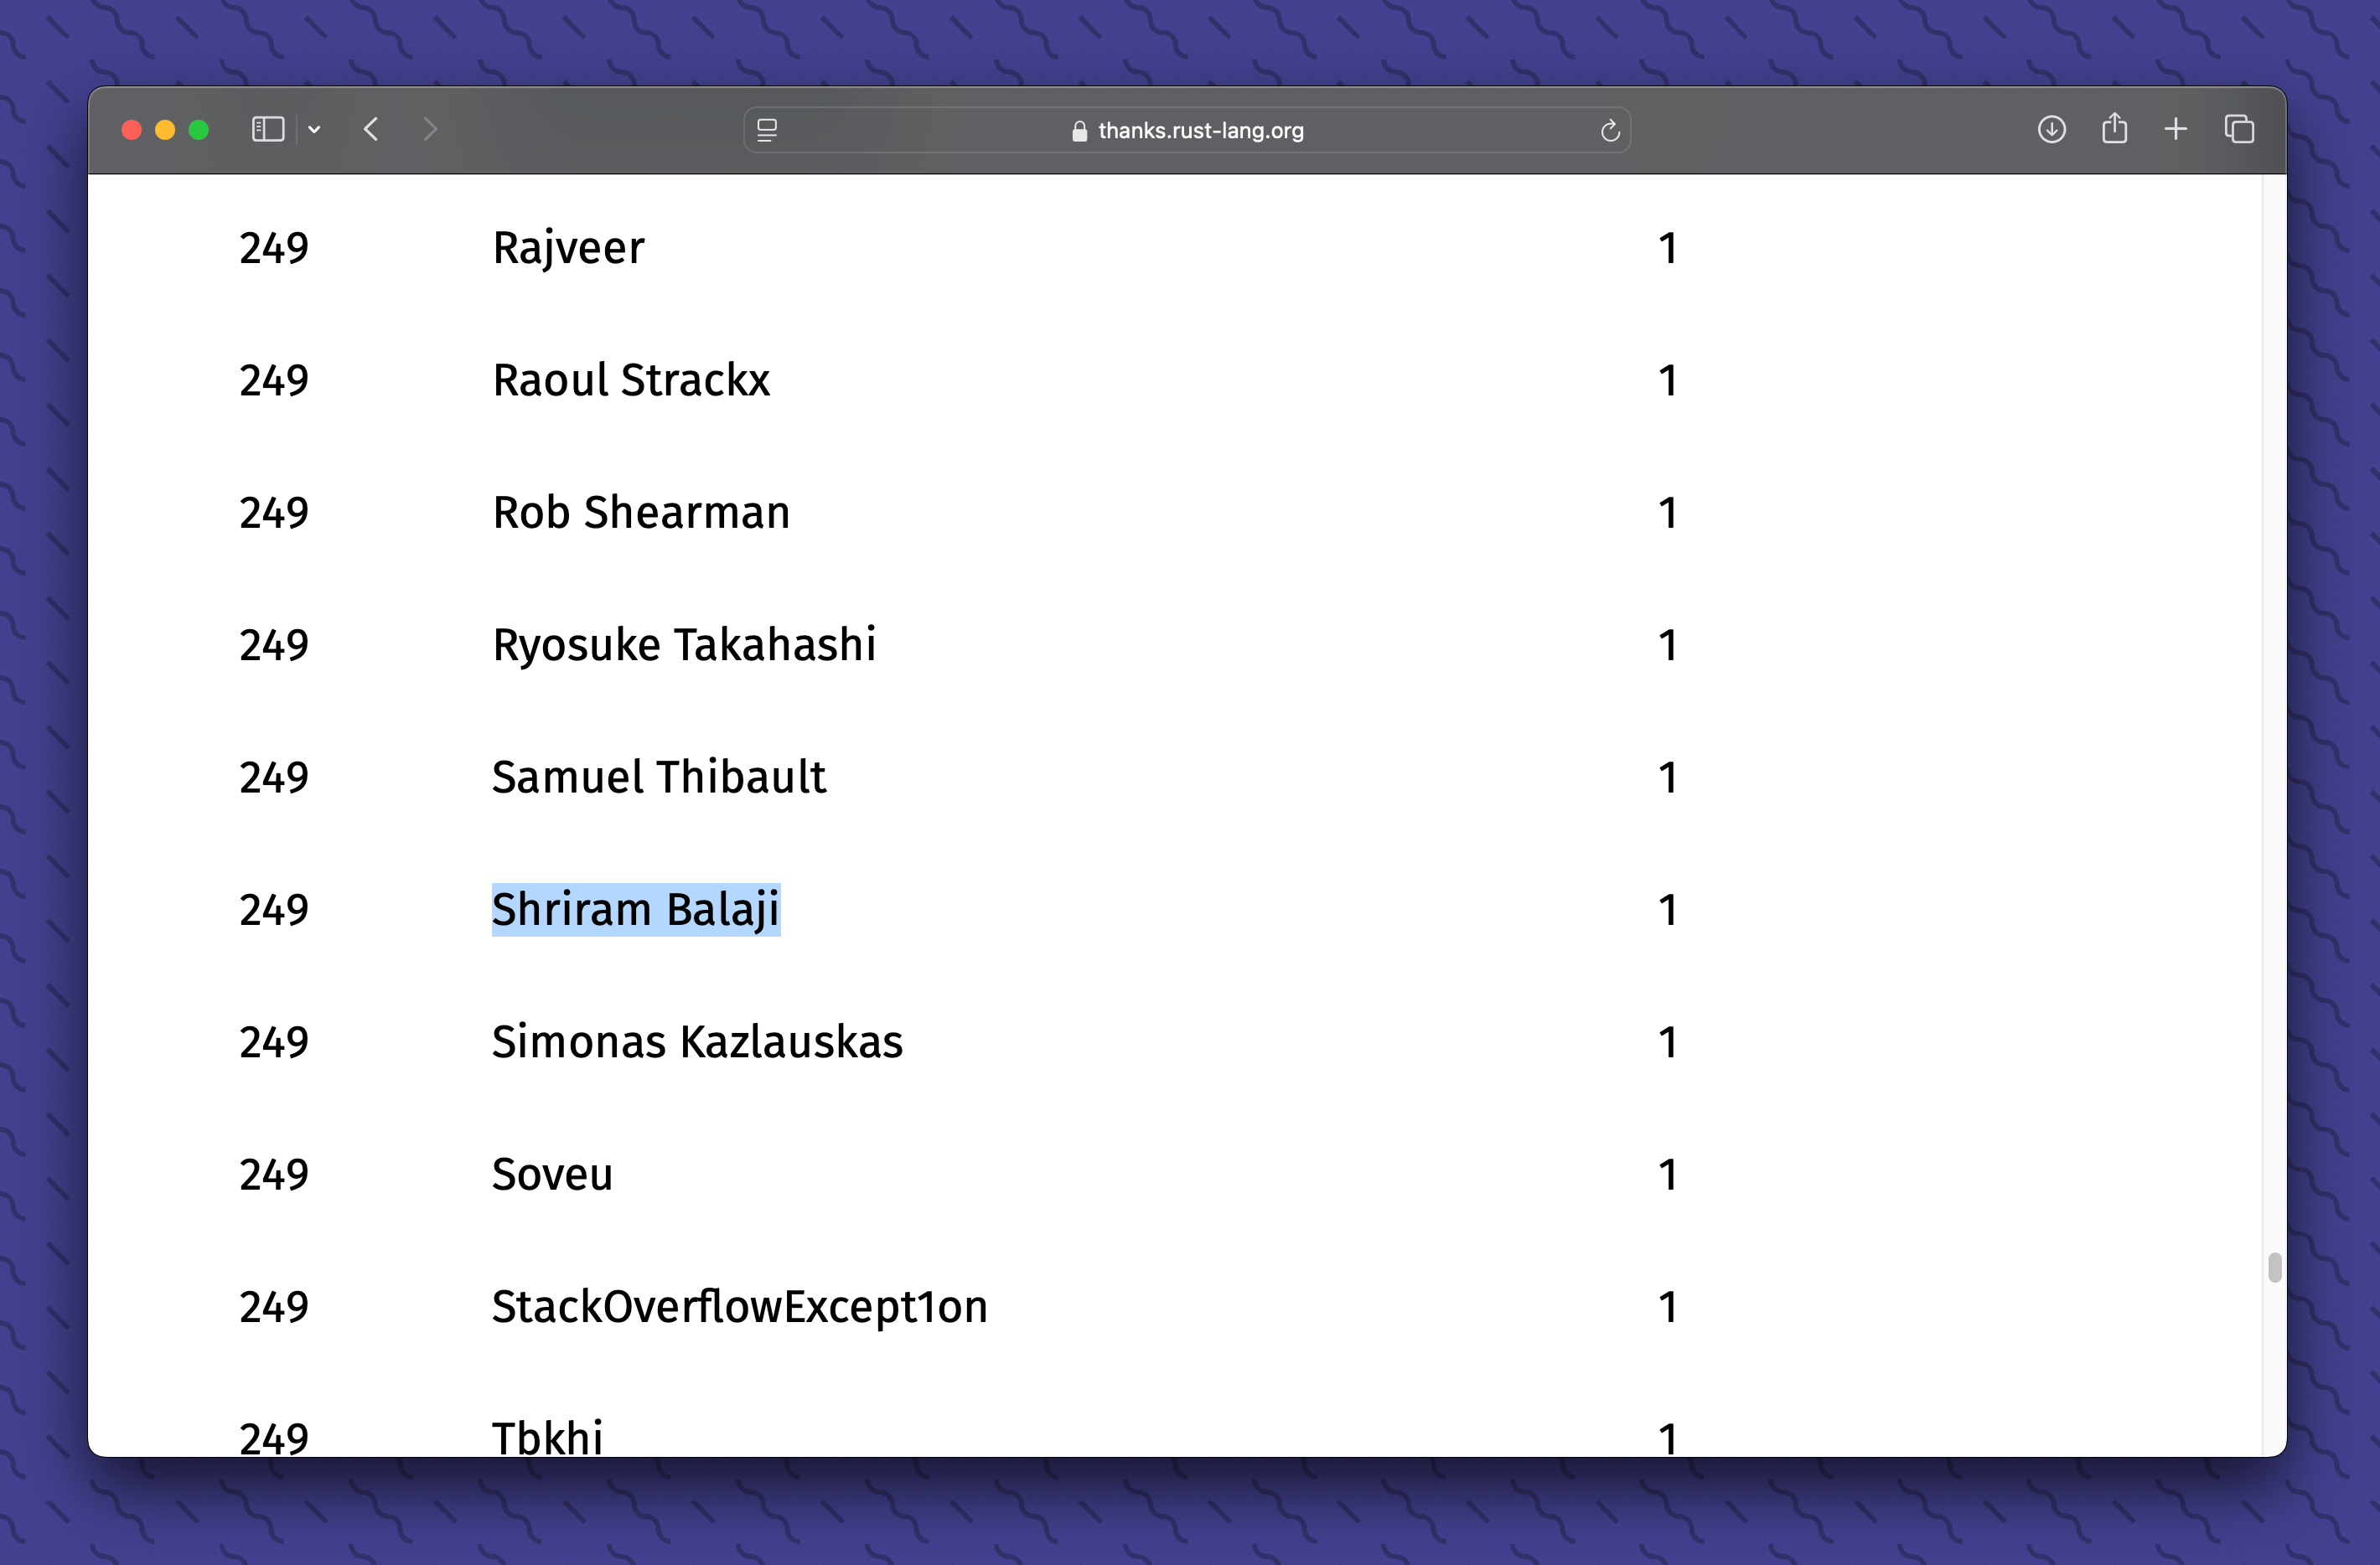 thanks.rust-lang.org
249 Rajveer 1
249 Raoul Strackx 1
249 Rob Shearman 1
249 Ryosuke Takahashi 1
249 Samuel Thibault 1
249 Shriram Balaji 1
249 Simonas Kazlauskas 1
249 Soveu 1
249 StackOverflowExcept1on 1
249 Tbkhi 1